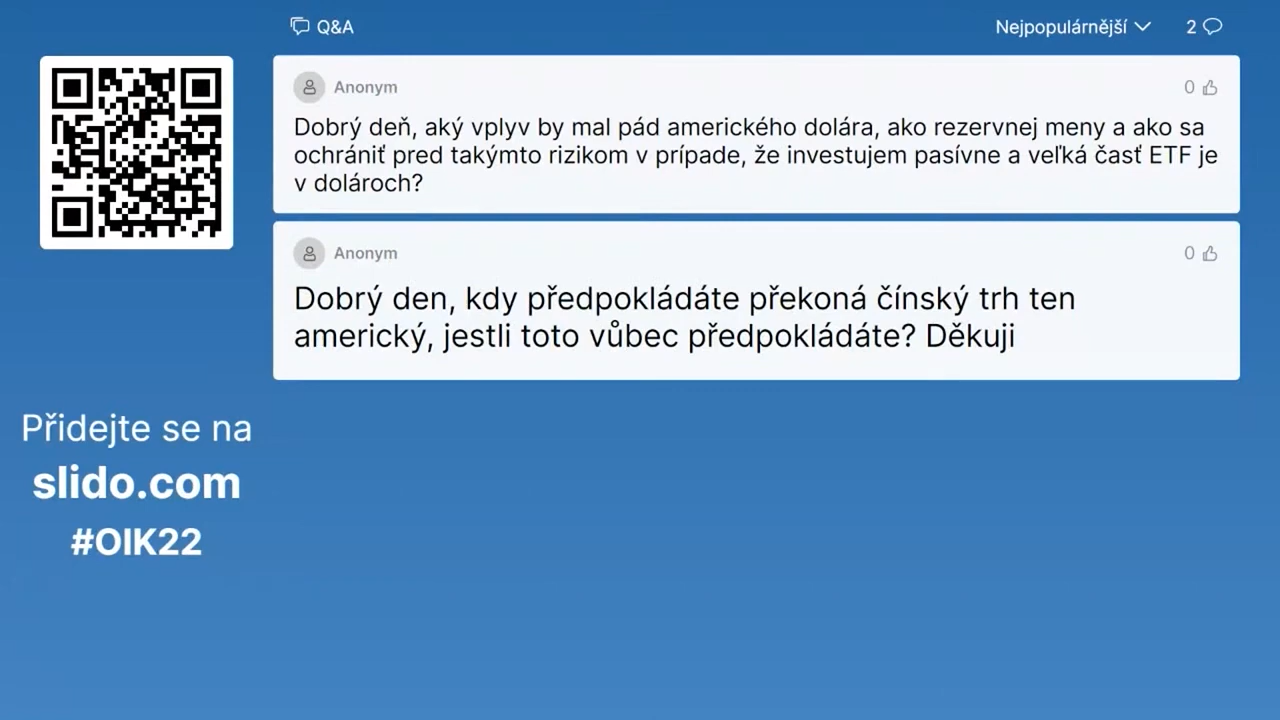 Q&A
Nejpopulárnější
2
Anonym
0
Dobrý deň, aký vplyv by mal pád amerického dolára, ako rezervnej meny a ako sa
ochrániť pred takýmto rizikom v prípade, že investujem pasívne a veľká časť ETF je
v dolároch?
Anonym
0
Dobrý den, kdy předpokládáte překoná čínský trh ten
americký, jestli toto vůbec předpokládáte? Děkuji
Přidejte se na
slido.com
#OIK22